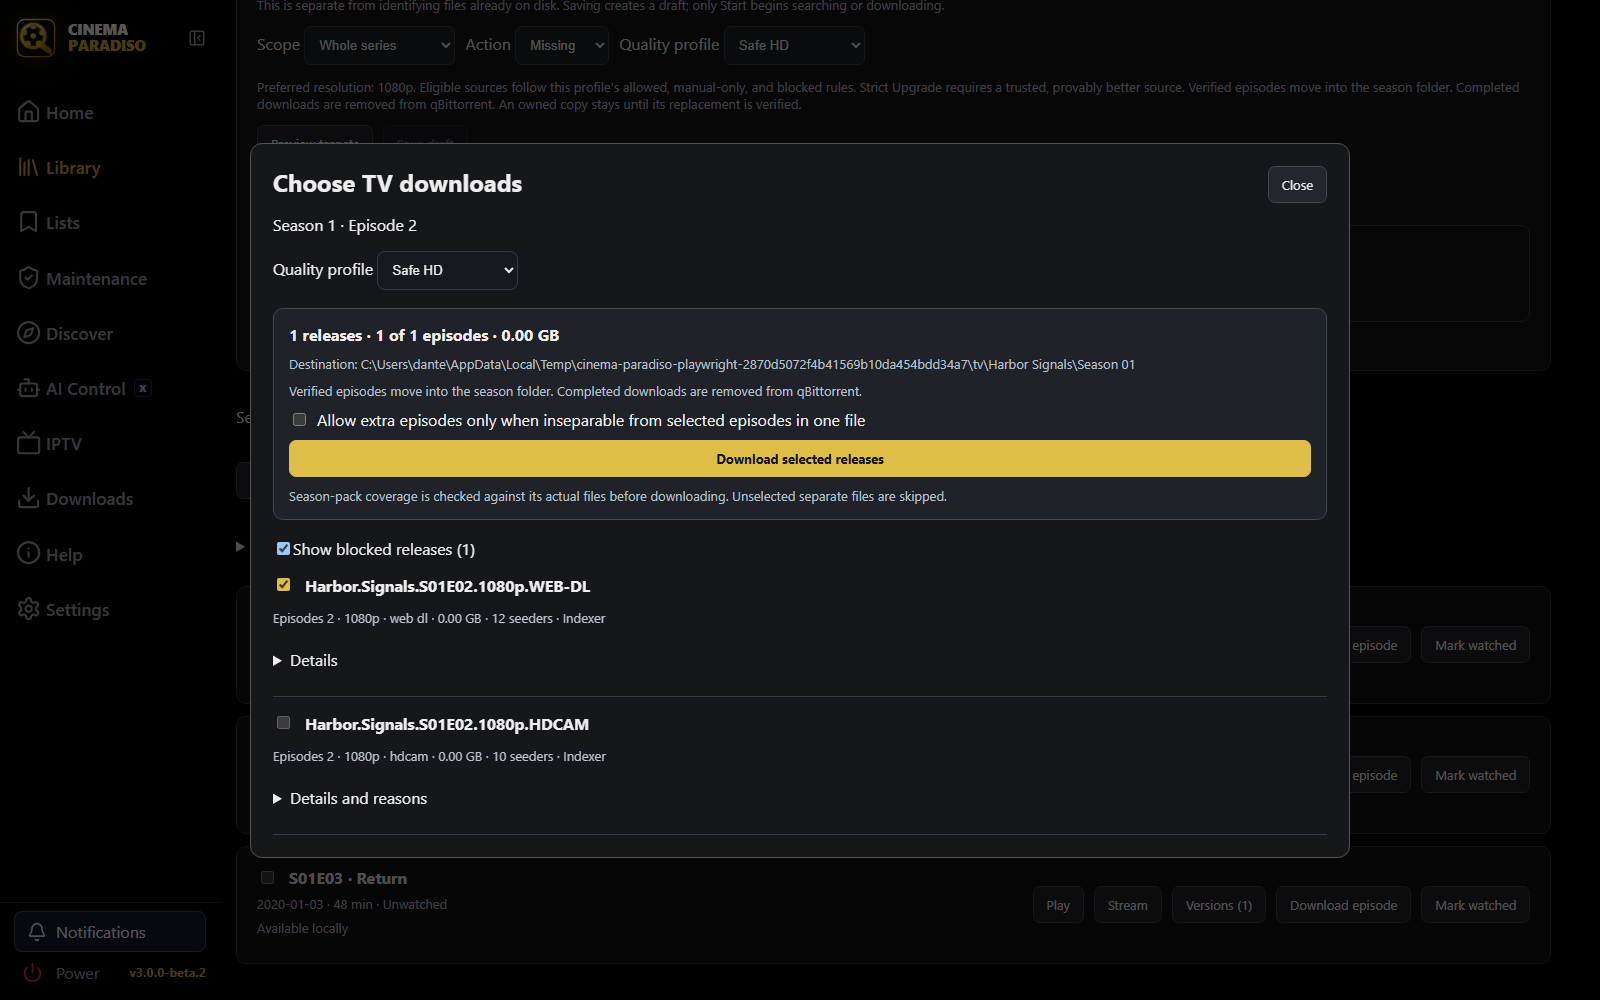 CINEMA
PARADISO
Home
Library
Lists
Maintenance
Discover
AI Control x
IPTV
Downloads
Help
Settings
Notifications
Power v3.0.0-beta.2
This is separate from identifying files already on disk. Saving creates a draft; only Start begins searching or downloading.
Scope Whole series Action Missing Quality profile Safe HD
Preferred resolution: 1080p. Eligible sources follow this profile's allowed, manual-only, and blocked rules. Strict Upgrade requires a trusted, provably better source. Verified episodes move into the season folder. Completed
downloads are removed from qBittorrent. An owned copy stays until its replacement is verified.
Choose TV downloads
Close
Season 1 · Episode 2
Quality profile Safe HD
1 releases · 1 of 1 episodes · 0.00 GB
Destination: C:\Users\dante\AppData\Local\Temp\cinema-paradiso-playwright-2870d5072f4b41569b10da454bdd34a7\tv\Harbor Signals\Season 01
Verified episodes move into the season folder. Completed downloads are removed from qBittorrent.
Allow extra episodes only when inseparable from selected episodes in one file
Download selected releases
Season-pack coverage is checked against its actual files before downloading. Unselected separate files are skipped.
Show blocked releases (1)
Harbor.Signals.S01E02.1080p.WEB-DL
Episodes 2 · 1080p · web dl · 0.00 GB · 12 seeders · Indexer
Details
Harbor.Signals.S01E02.1080p.HDCAM
Episodes 2 · 1080p · hdcam · 0.00 GB · 10 seeders · Indexer
Details and reasons
episode Mark watched
episode Mark watched
S01E03 · Return
2020-01-03 · 48 min · Unwatched
Available locally
Play Stream Versions (1) Download episode Mark watched